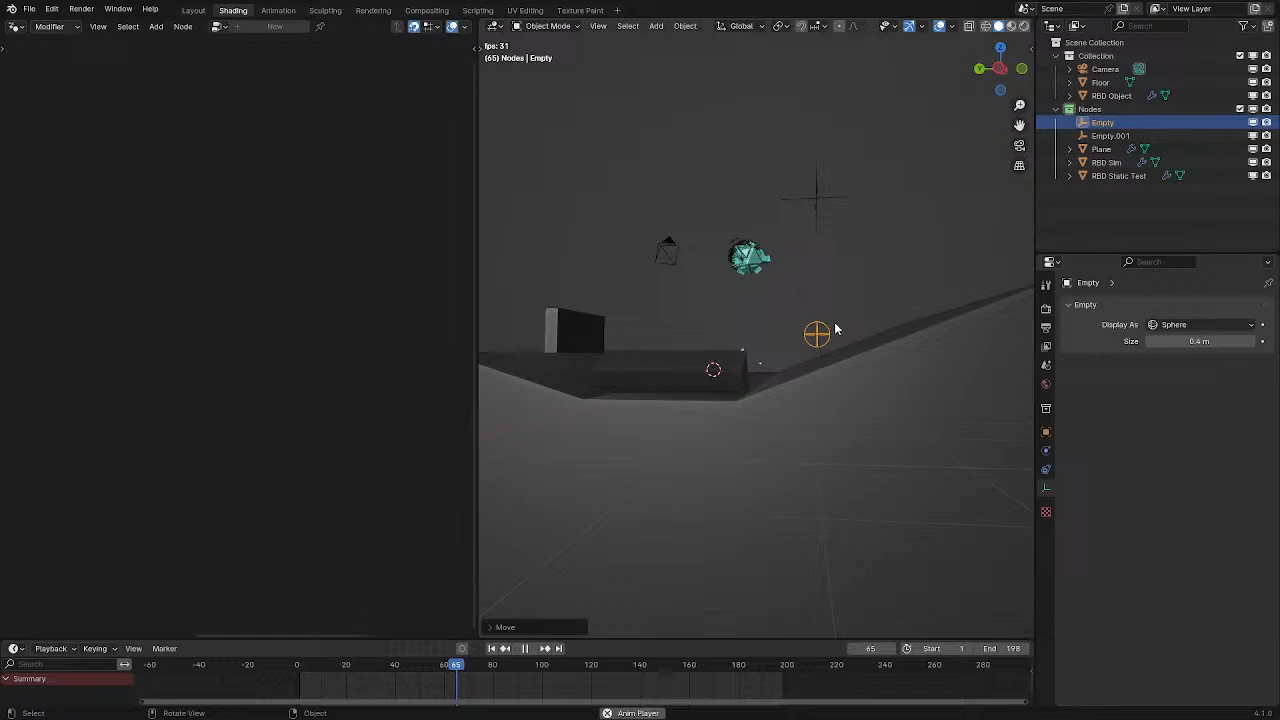 File Edit Render Window Help Layout Shading Animation Sculpting UV Editing Rendering Compositing Scripting UV Editing Texture Paint + Scene View Layer
Modifier View Select Add Node New Object Mode View Select Add Object Global Search
fps: 31
(65) Nodes | Empty
Scene Collection
Collection
Camera
Floor
RBD Object
Nodes
Empty
Empty.001
Plane
RBD Sim
RBD Static Test
Z
Y
Search
Empty
Empty
Display As Sphere
Size 0.4 m
Move
Playback Keying View Marker 65 Start 1 End 198
Search -60 -40 -20 0 20 40 60 65 80 100 120 140 160 180 200 220 240 260 280
Summary
Select Rotate View Object Anim Player 4.1.0